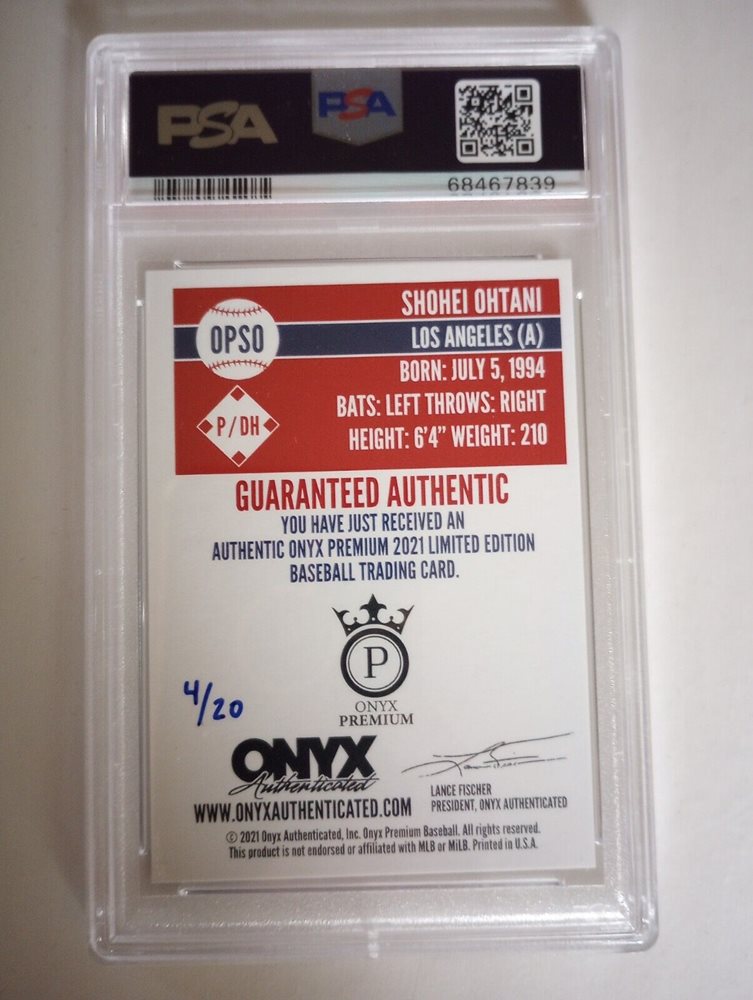 PSA
PSA
68467839
OPSO
SHOHEI OHTANI
LOS ANGELES (A)
BORN: JULY 5, 1994
P/DH
BATS: LEFT THROWS: RIGHT
HEIGHT: 6'4" WEIGHT: 210
GUARANTEED AUTHENTIC
YOU HAVE JUST RECEIVED AN
AUTHENTIC ONYX PREMIUM 2021 LIMITED EDITION
BASEBALL TRADING CARD.
P
ONYX
PREMIUM
4/20
ONYX
Authenticated
WWW.ONYXAUTHENTICATED.COM
LANCE FISCHER
PRESIDENT, ONYX AUTHENTICATED
© 2021 Onyx Authenticated, Inc. Onyx Premium Baseball. All rights reserved.
This product is not endorsed or affiliated with MLB or MiLB. Printed in U.S.A.